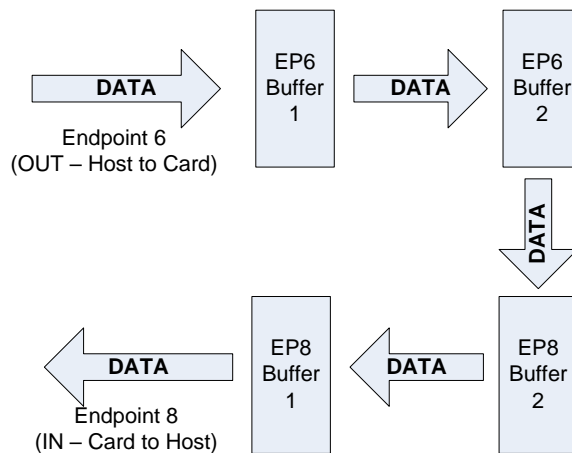 DATA
Endpoint 6
(OUT – Host to Card)
EP6
Buffer
1
DATA
EP6
Buffer
2
DATA
EP8
Buffer
2
DATA
EP8
Buffer
1
DATA
Endpoint 8
(IN – Card to Host)